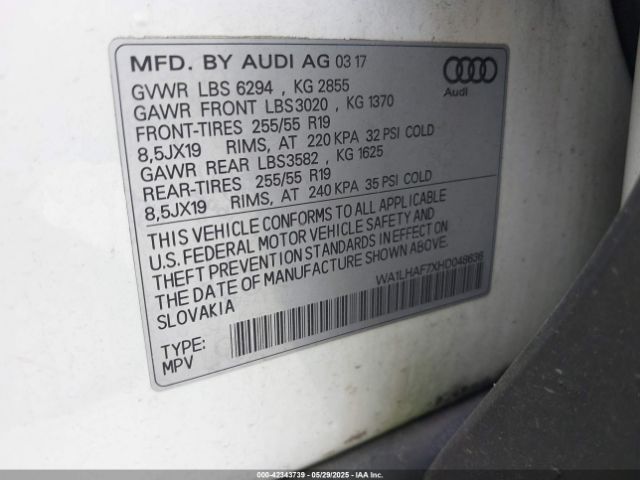 MFD. BY AUDI AG 03 17
Audi
GVWR LBS 6294 , KG 2855
GAWR FRONT LBS3020 , KG 1370
FRONT-TIRES 255/55 R19
8,5JX19 RIMS, AT 220 KPA 32 PSI COLD
GAWR REAR LBS3582 , KG 1625
REAR-TIRES 255/55 R19
8,5JX19 RIMS, AT 240 KPA 35 PSI COLD
THIS VEHICLE CONFORMS TO ALL APPLICABLE
U.S. FEDERAL MOTOR VEHICLE SAFETY AND
THEFT PREVENTION STANDARDS IN EFFECT ON
THE DATE OF MANUFACTURE SHOWN ABOVE.
SLOVAKIA
WA1LHAF7XHD048636
TYPE:
MPV
000-42343739 - 05/29/2025 - IAAI.COM